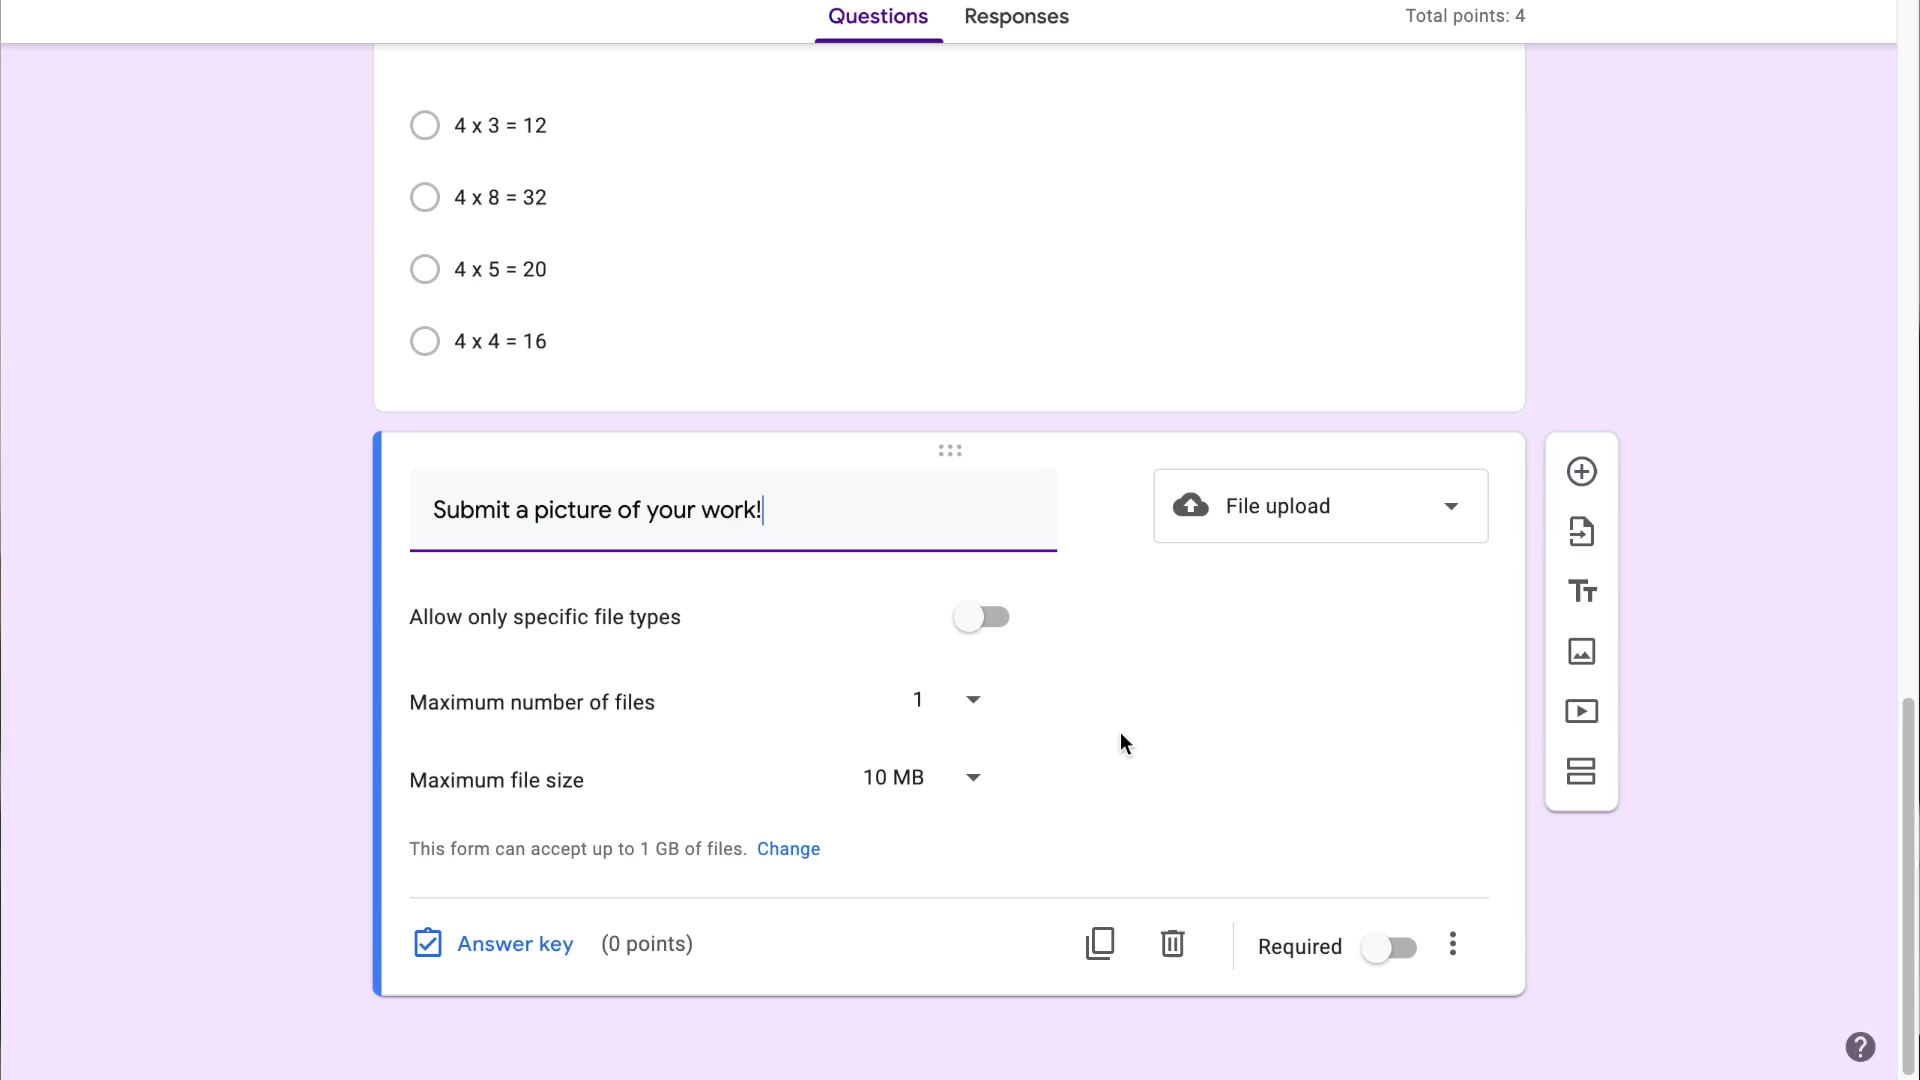 Questions Responses Total points: 4
4 x 3 = 12
4 x 8 = 32
4 x 5 = 20
4 x 4 = 16
Submit a picture of your work!
File upload
Allow only specific file types
Maximum number of files 1
Maximum file size 10 MB
This form can accept up to 1 GB of files. Change
Answer key (0 points) Required